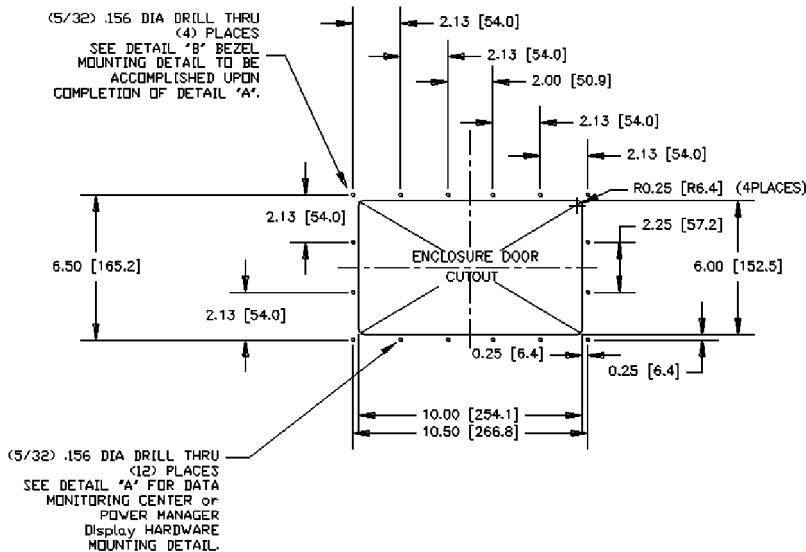 (5/32) .156 DIA DRILL THRU
(4) PLACES
SEE DETAIL "B" BEZEL
MOUNTING DETAIL TO BE
ACCOMPLISHED UPON
COMPLETION OF DETAIL "A".
2.13 [54.0]
2.13 [54.0]
2.00 [50.9]
2.13 [54.0]
2.13 [54.0]
R0.25 [R6.4] (4PLACES)
2.13 [54.0]
2.25 [57.2]
6.50 [165.2]
ENCLOSURE DOOR
CUTOUT
6.00 [152.5]
2.13 [54.0]
0.25 [6.4]
0.25 [6.4]
10.00 [254.1]
10.50 [266.8]
(5/32) .156 DIA DRILL THRU
(12) PLACES
SEE DETAIL "A" FOR DATA
MONITORING CENTER or
POWER MANAGER
Display HARDWARE
MOUNTING DETAIL.